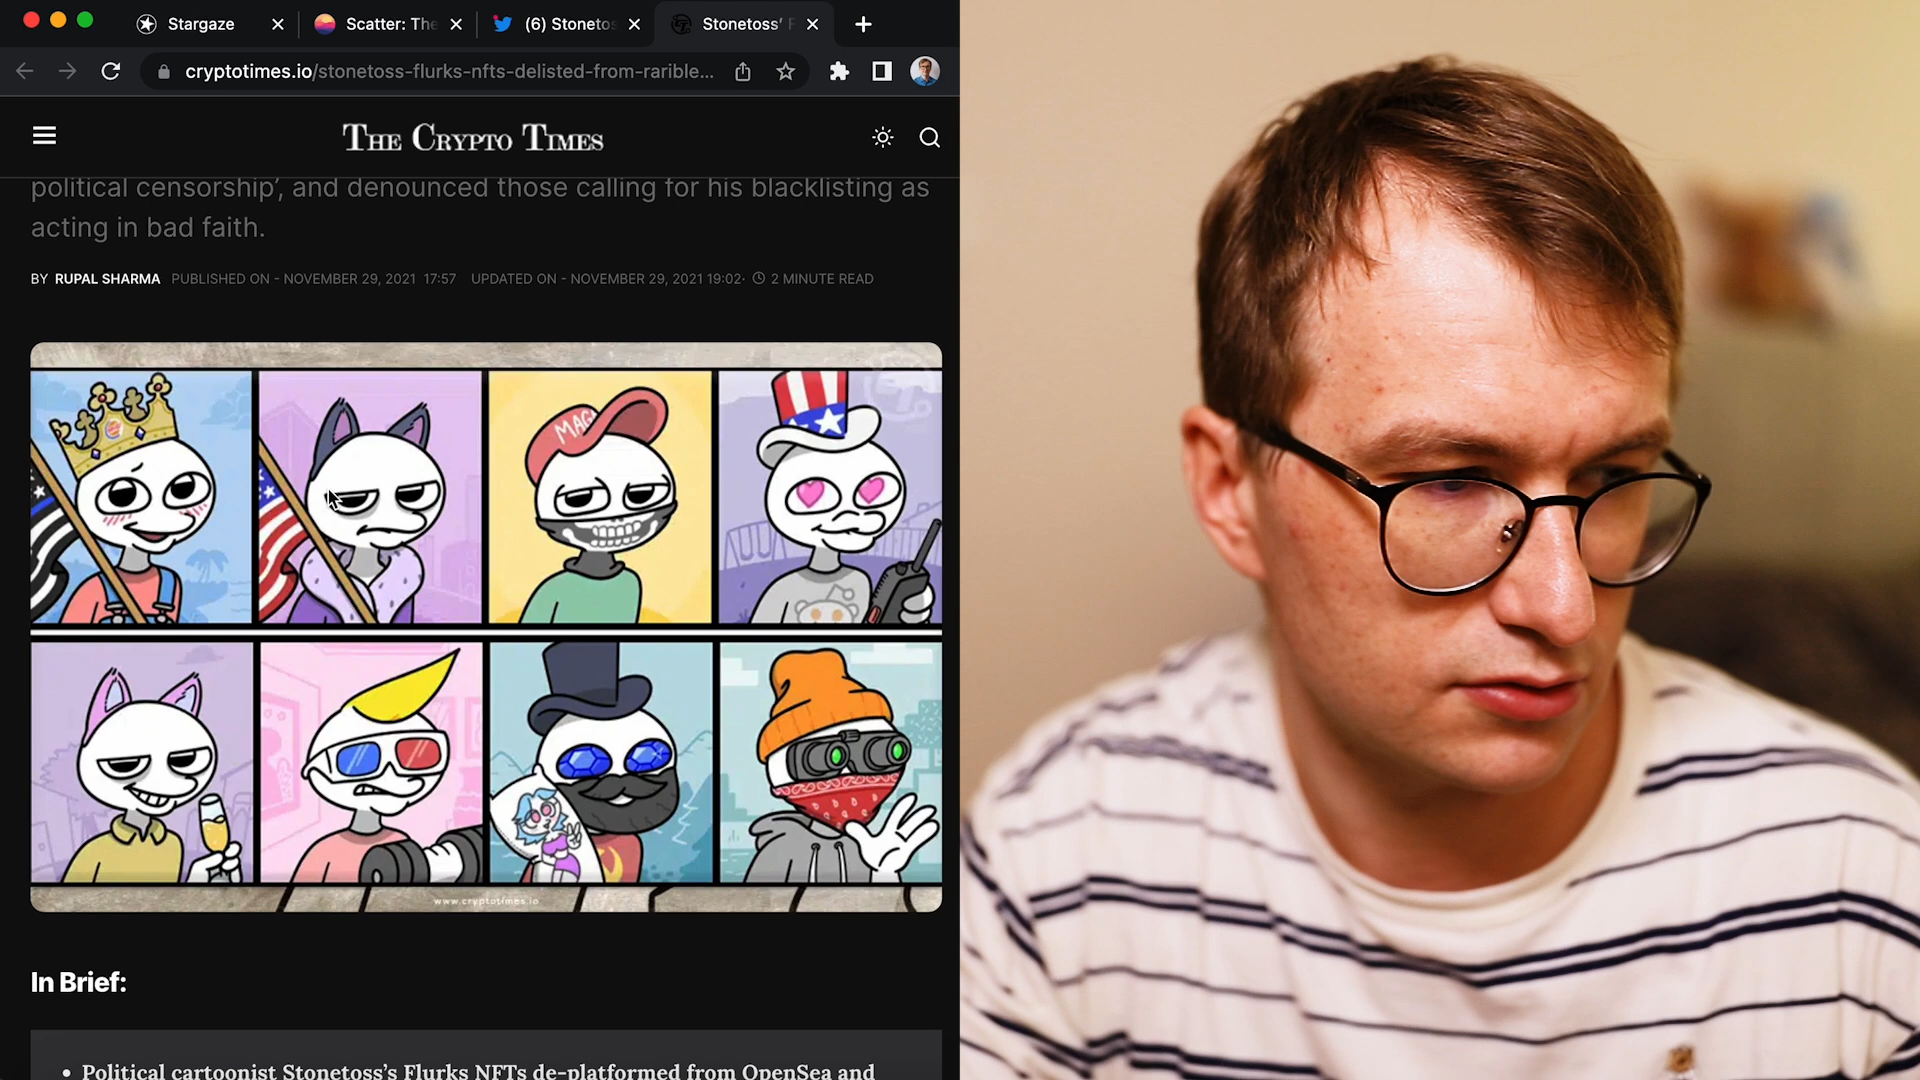 Stargaze
Scatter: The
(6) Stonetos
Stonetoss' F
cryptotimes.io/stonetoss-flurks-nfts-delisted-from-rarible...
THE CRYPTO TIMES
political censorship', and denounced those calling for his blacklisting as
acting in bad faith.
BY RUPAL SHARMA PUBLISHED ON - NOVEMBER 29, 2021 17:57 UPDATED ON - NOVEMBER 29, 2021 19:02· 2 MINUTE READ
MAG
www.cryptotimes.io
In Brief:
• Political cartoonist Stonetoss's Flurks NFTs de-platformed from OpenSea and